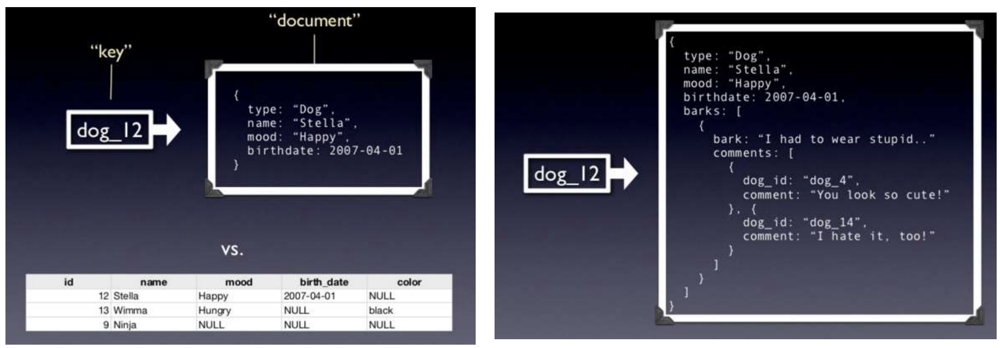 “document”
“key”
dog_12
{
type: “Dog”,
name: “Stella”,
mood: “Happy”,
birthdate: 2007-04-01
}
vs.
id name mood birth_date color
12 Stella Happy 2007-04-01 NULL
13 Wimma Hungry NULL black
9 Ninja NULL NULL NULL
dog_12
{
type: “Dog”,
name: “Stella”,
mood: “Happy”,
birthdate: 2007-04-01,
barks: [
{
bark: “I had to wear stupid..”
comments: [
{
dog_id: “dog_4”,
comment: “You look so cute!”
}, {
dog_id: “dog_14”,
comment: “I hate it, too!”
}
]
}
]
}